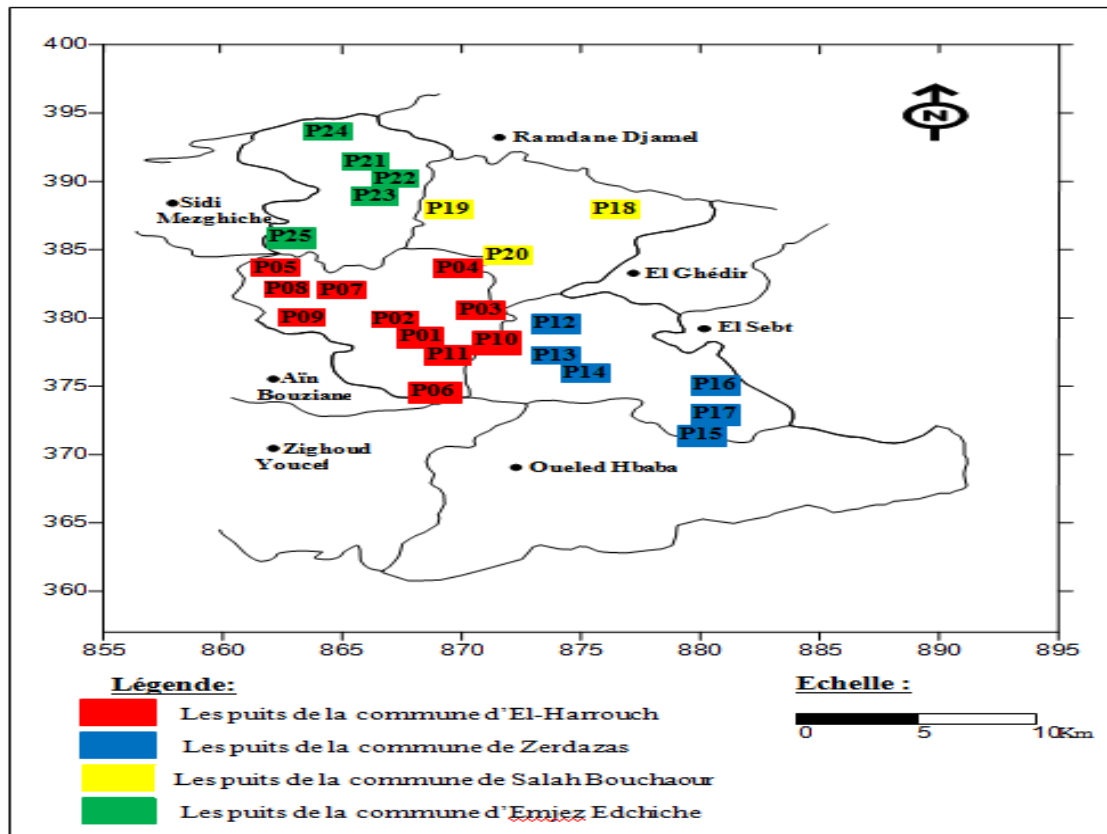 400
395
390
385
380
375
370
365
360
855
860
865
870
875
880
885
890
895
N
P24
Ramdane Djamel
P21
P22
P23
Sidi
Mezghiche
P19
P18
P25
P20
P05
P04
El Ghédir
P08
P07
P03
P09
P02
P12
El Sebt
P01
P10
P11
P13
P14
Aïn
Bouziane
P06
P16
P17
P15
Zighoud
Youcef
Oueled Hbaba
Légende:
Echelle :
Les puits de la commune d'El-Harrouch
0 5 10Km
Les puits de la commune de Zerdazas
Les puits de la commune de Salah Bouchaour
Les puits de la commune d'Emjez Edchiche